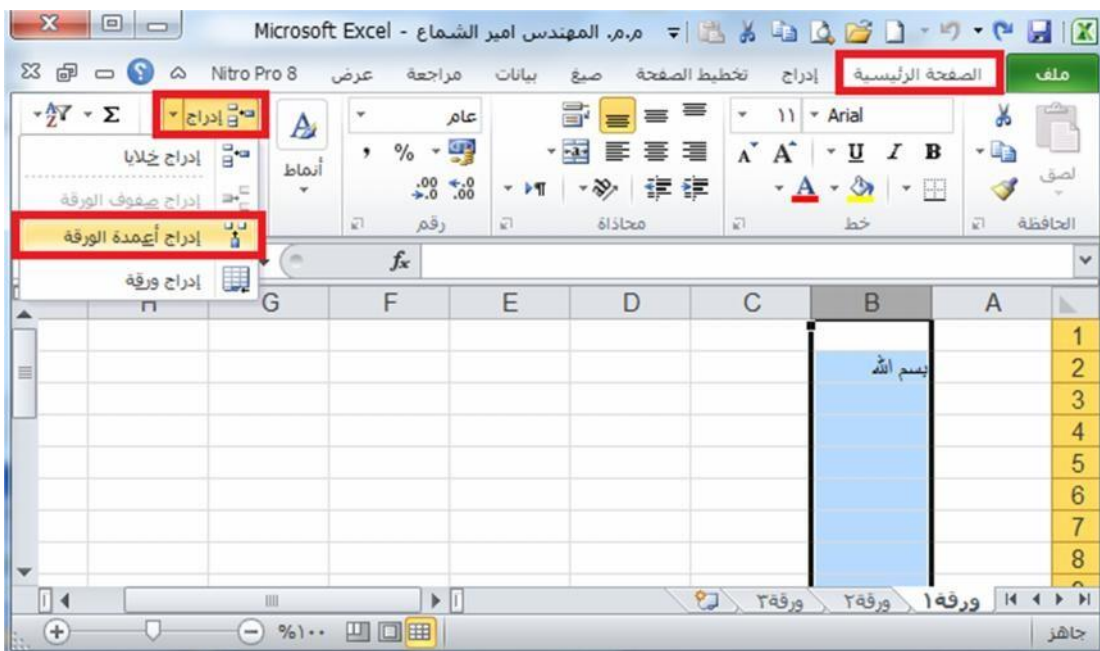 م.م. المهندس امير الشماع - Microsoft Excel
ملف الصفحة الرئيسية إدراج تخطيط الصفحة صيغ بيانات مراجعة عرض Nitro Pro 8
لصق
Arial ١١
B I U
عام
%
أنماط
إدراج
Σ
الحافظة خط محاذاة رقم
إدراج خلايا
إدراج صفوف الورقة
إدراج أعمدة الورقة
إدراج ورقة
fx
A B C D E F G H
1
2 بسم الله
3
4
5
6
7
8
ورقة١ ورقة٢ ورقة٣
جاهز %١٠٠